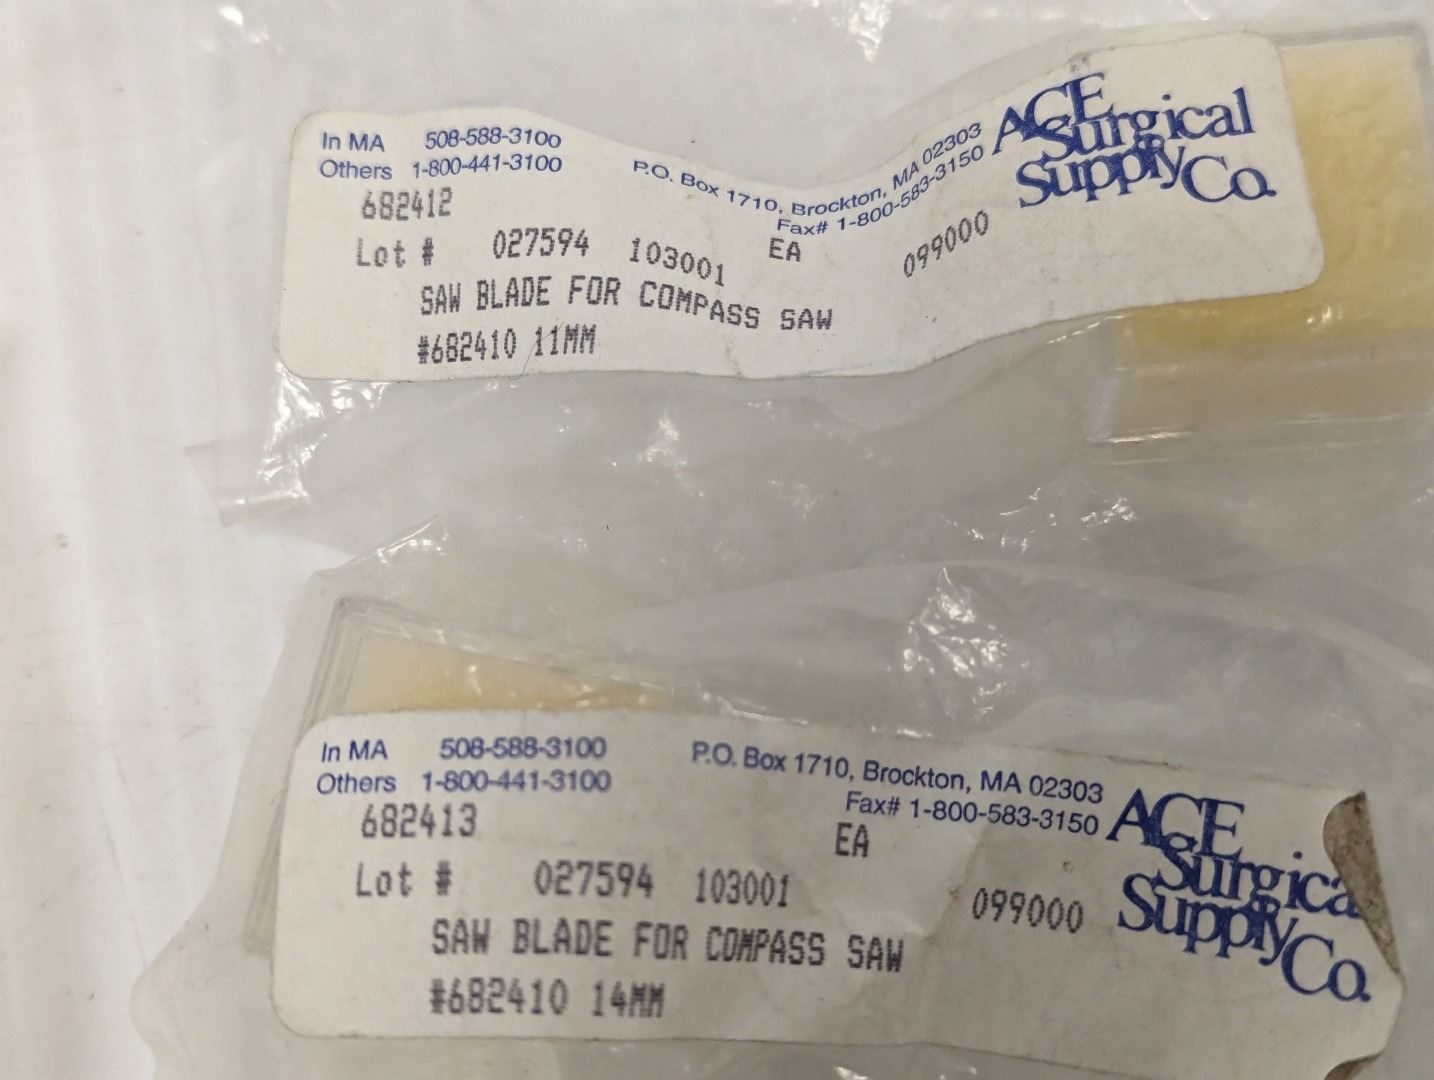 In MA 508-588-3100
Others 1-800-441-3100
P.O. Box 1710, Brockton, MA 02303
Fax# 1-800-583-3150
ACE
Surgical
Supply Co.
682412 EA
Lot # 027594 103001 099000
SAW BLADE FOR COMPASS SAW
#682410 11MM
In MA 508-588-3100
Others 1-800-441-3100
P.O. Box 1710, Brockton, MA 02303
Fax# 1-800-583-3150
ACE
Surgica
Supply Co.
682413 EA
Lot # 027594 103001 099000
SAW BLADE FOR COMPASS SAW
#682410 14MM